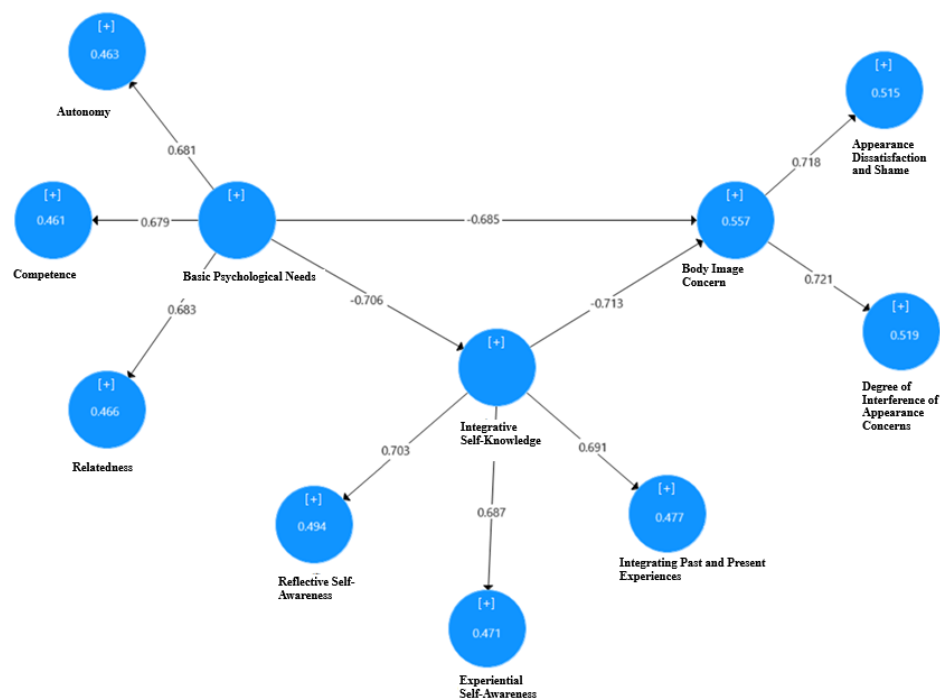 [+]
0.463
Autonomy
[+]
0.515
Appearance
Dissatisfaction
and Shame
0.681
0.718
[+]
0.461
Competence
0.679
[+]
Basic Psychological Needs
-0.685
[+]
0.557
Body Image
Concern
0.683
-0.706
-0.713
0.721
[+]
0.519
Degree of
Interference of
Appearance
Concerns
[+]
0.466
Relatedness
[+]
Integrative
Self-Knowledge
0.703
0.687
0.691
[+]
0.494
Reflective Self-
Awareness
[+]
0.477
Integrating Past and Present
Experiences
[+]
0.471
Experiential
Self-Awareness